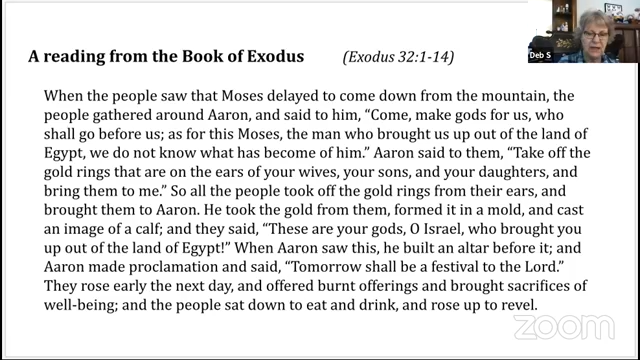 A reading from the Book of Exodus (Exodus 32:1-14)
Deb S
When the people saw that Moses delayed to come down from the mountain, the
people gathered around Aaron, and said to him, “Come, make gods for us, who
shall go before us; as for this Moses, the man who brought us up out of the land of
Egypt, we do not know what has become of him.” Aaron said to them, “Take off the
gold rings that are on the ears of your wives, your sons, and your daughters, and
bring them to me.” So all the people took off the gold rings from their ears, and
brought them to Aaron. He took the gold from them, formed it in a mold, and cast
an image of a calf; and they said, “These are your gods, O Israel, who brought you
up out of the land of Egypt!” When Aaron saw this, he built an altar before it; and
Aaron made proclamation and said, “Tomorrow shall be a festival to the Lord.”
They rose early the next day, and offered burnt offerings and brought sacrifices of
well-being; and the people sat down to eat and drink, and rose up to revel.
zoom